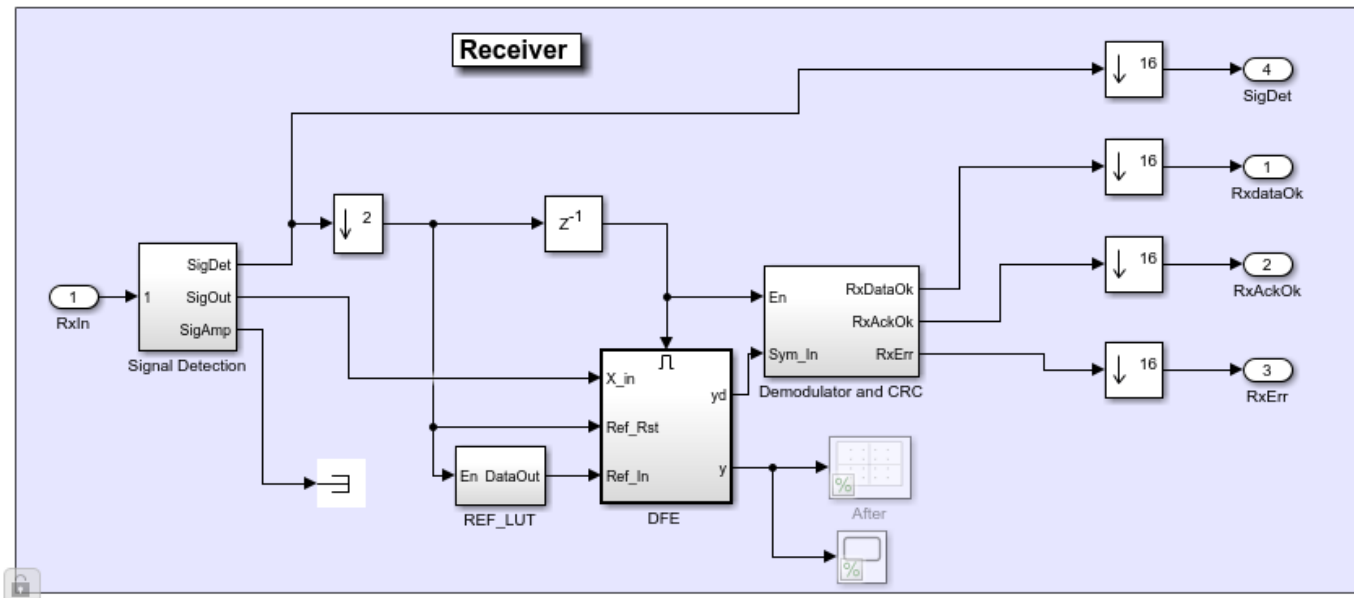 Receiver
16
4
SigDet
16
1
RxdataOk
2
Z-1
SigDet
1
SigOut
SigAmp
Signal Detection
1
RxIn
En
Sym_In
RxDataOk
RxAckOk
RxErr
Demodulator and CRC
16
2
RxAckOk
16
3
RxErr
X_in
Ref_Rst
Ref_In
yd
y
DFE
En DataOut
REF_LUT
%
After
%